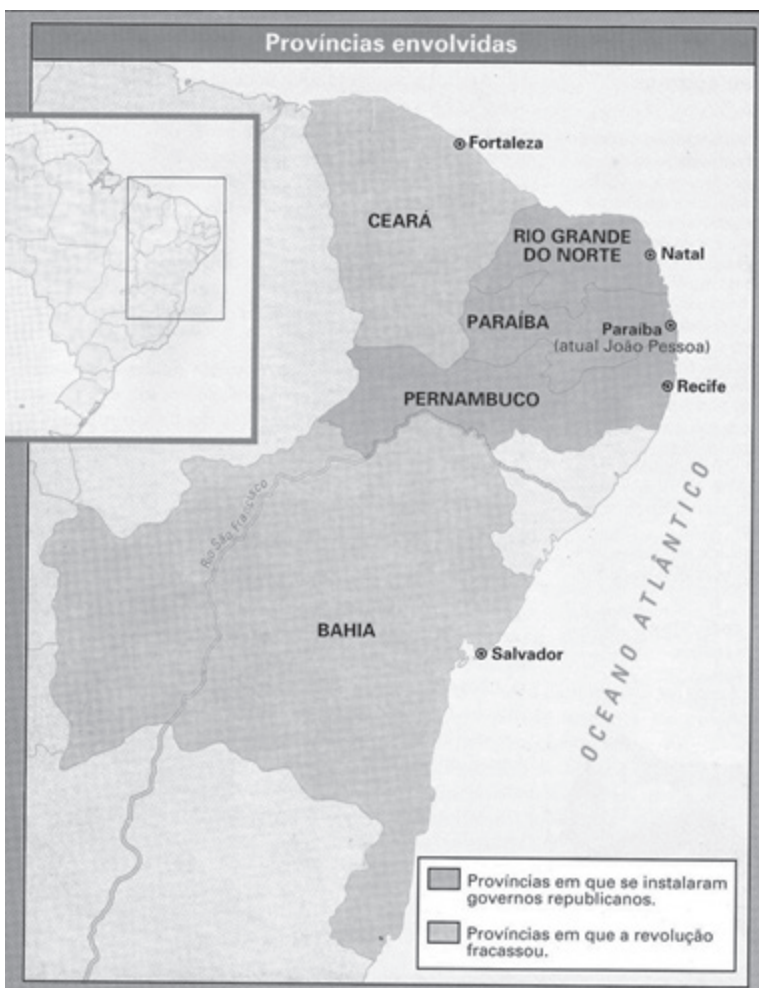 Províncias envolvidas
Fortaleza
CEARÁ
RIO GRANDE
DO NORTE
Natal
PARAÍBA
Paraíba
(atual João Pessoa)
PERNAMBUCO
Recife
Rio São Francisco
OCEANO ATLÂNTICO
BAHIA
Salvador
Províncias em que se instalaram
governos republicanos.
Províncias em que a revolução
fracassou.